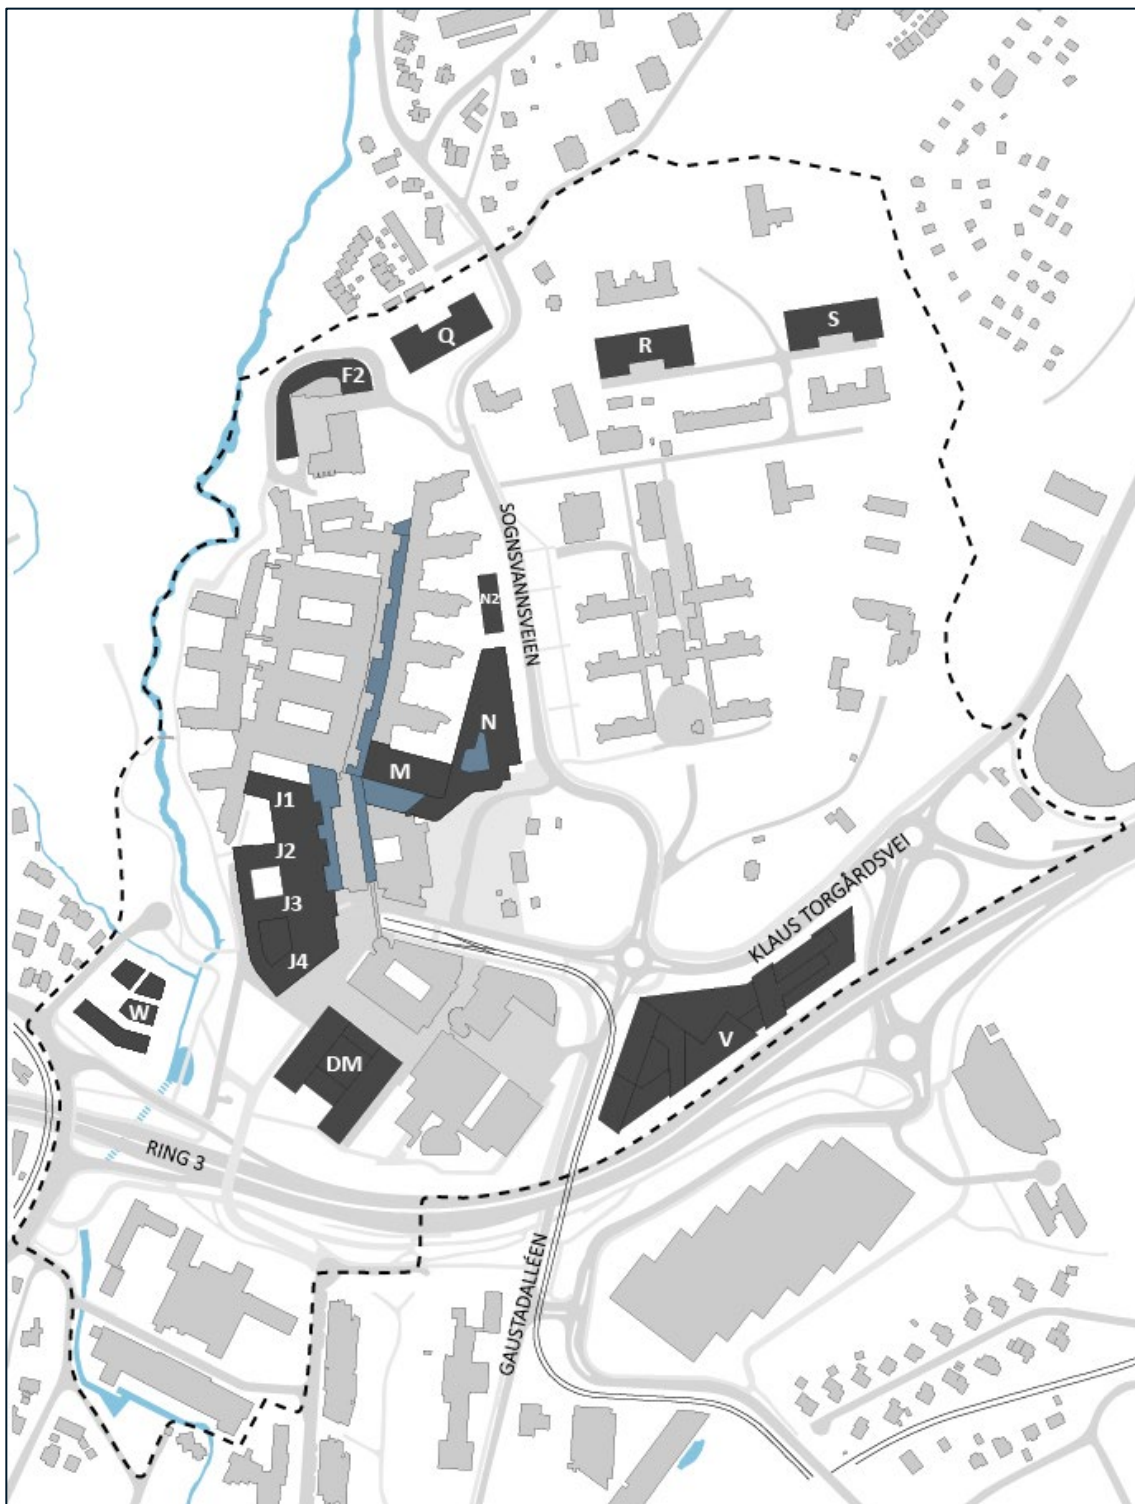 Q
R
S
F2
SOGNSVANNSVEIEN
N2
N
M
J1
J2
J3
J4
KLAUS TORGÅRDSVEI
W
V
DM
RING 3
GAUSTADALLÉEN